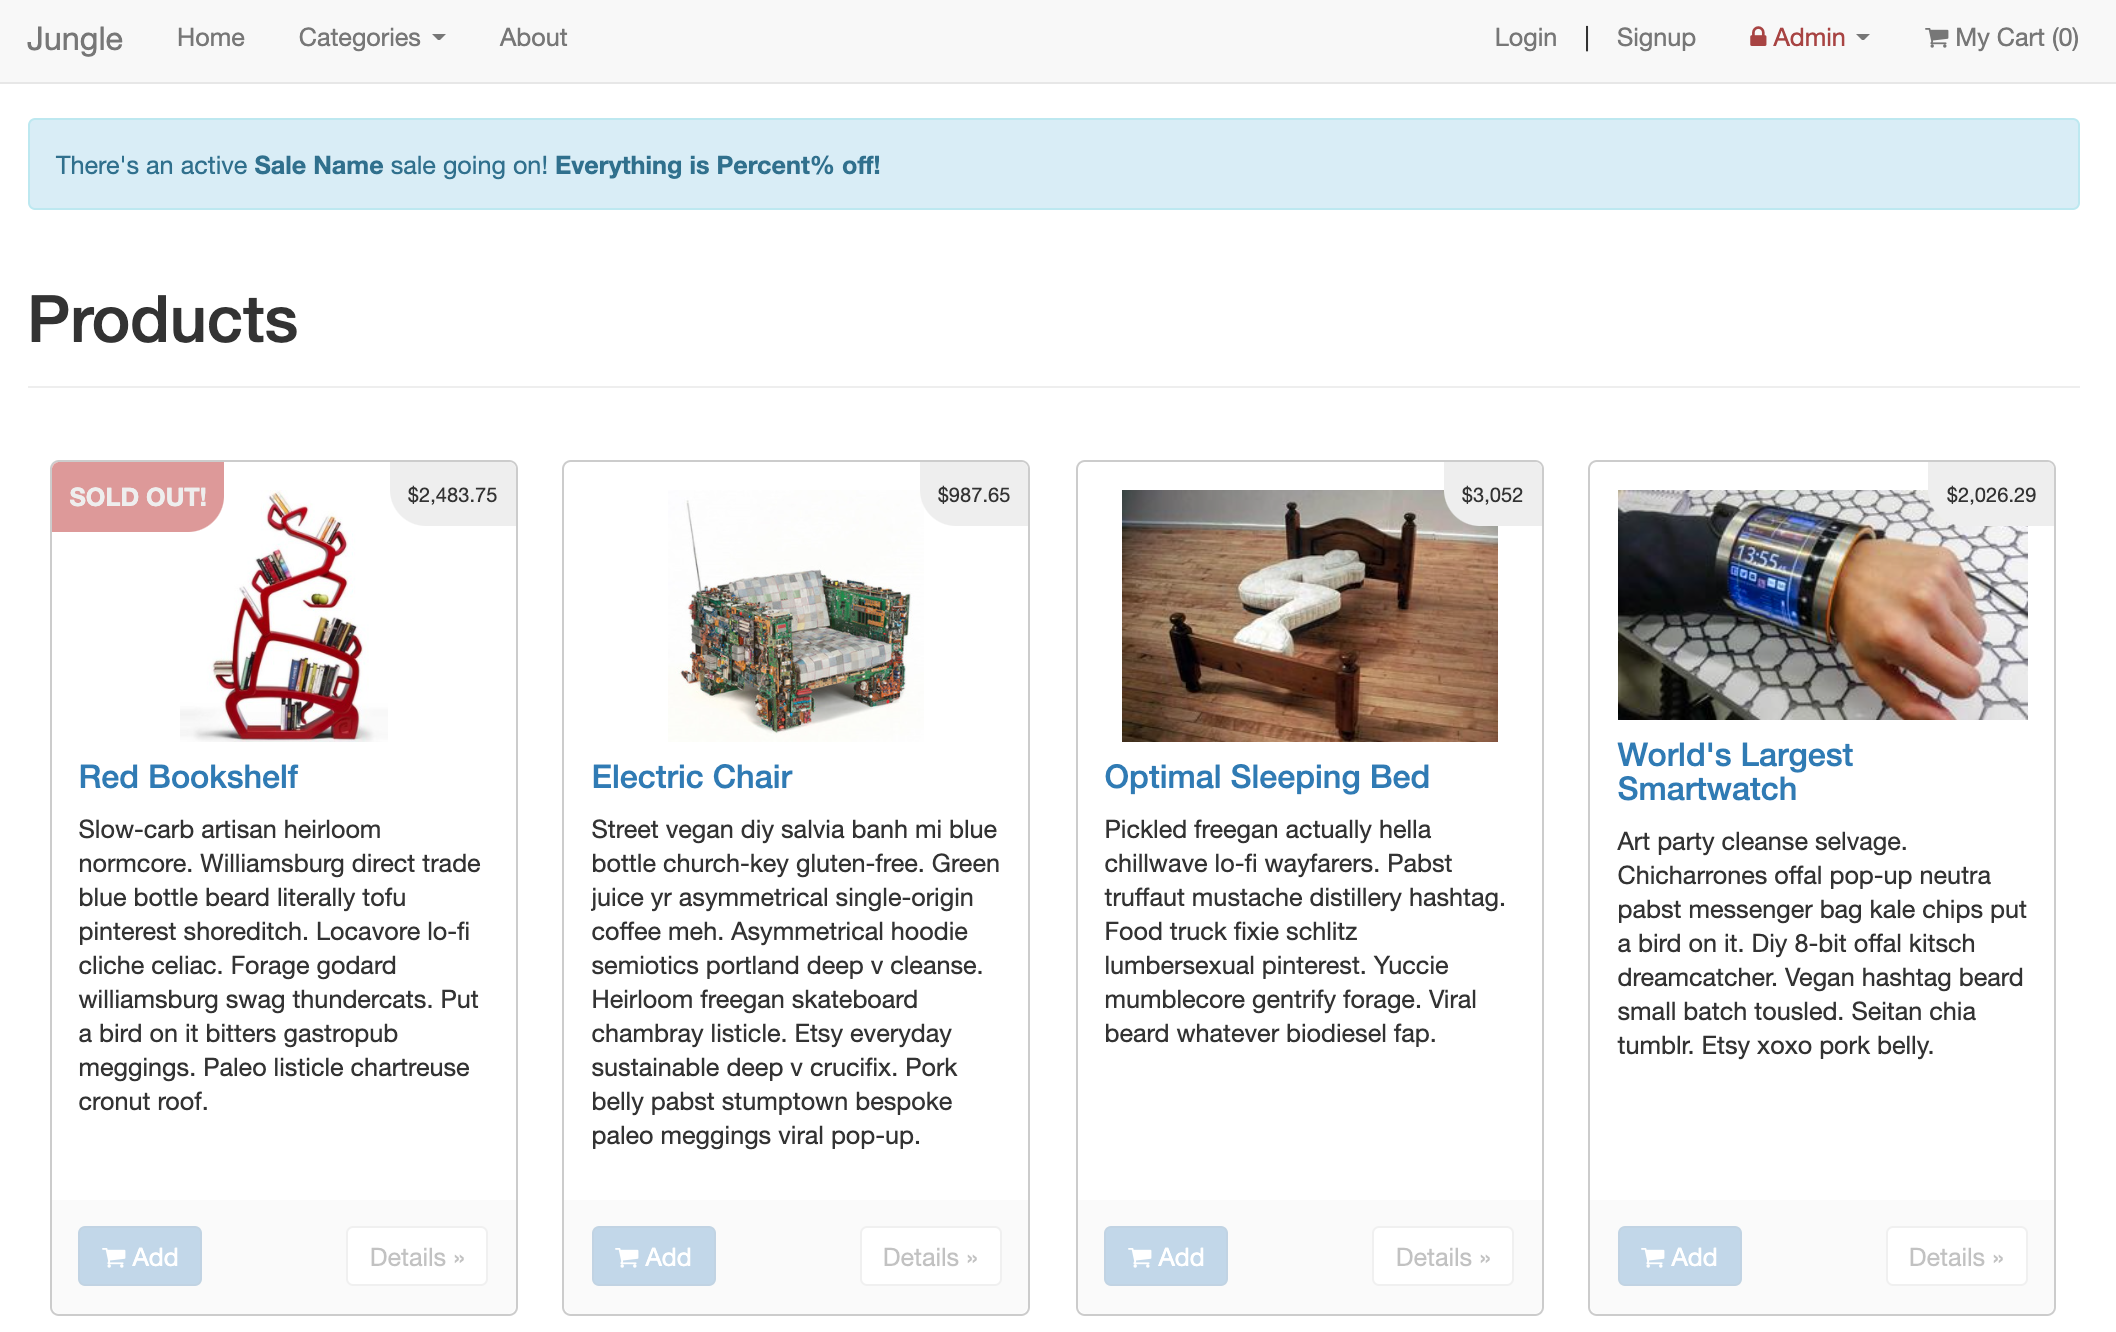 Jungle Home Categories About Login | Signup Admin My Cart (0)
There's an active Sale Name sale going on! Everything is Percent% off!
Products
SOLD OUT!
$2,483.75
Red Bookshelf
Slow-carb artisan heirloom
normcore. Williamsburg direct trade
blue bottle beard literally tofu
pinterest shoreditch. Locavore lo-fi
cliche celiac. Forage godard
williamsburg swag thundercats. Put
a bird on it bitters gastropub
meggings. Paleo listicle chartreuse
cronut roof.
Add
Details »
$987.65
Electric Chair
Street vegan diy salvia banh mi blue
bottle church-key gluten-free. Green
juice yr asymmetrical single-origin
coffee meh. Asymmetrical hoodie
semiotics portland deep v cleanse.
Heirloom freegan skateboard
chambray listicle. Etsy everyday
sustainable deep v crucifix. Pork
belly pabst stumptown bespoke
paleo meggings viral pop-up.
Add
Details »
$3,052
Optimal Sleeping Bed
Pickled freegan actually hella
chillwave lo-fi wayfarers. Pabst
truffaut mustache distillery hashtag.
Food truck fixie schlitz
lumbersexual pinterest. Yuccie
mumblecore gentrify forage. Viral
beard whatever biodiesel fap.
Add
Details »
$2,026.29
13:55
World's Largest
Smartwatch
Art party cleanse selvage.
Chicharrones offal pop-up neutra
pabst messenger bag kale chips put
a bird on it. Diy 8-bit offal kitsch
dreamcatcher. Vegan hashtag beard
small batch tousled. Seitan chia
tumblr. Etsy xoxo pork belly.
Add
Details »